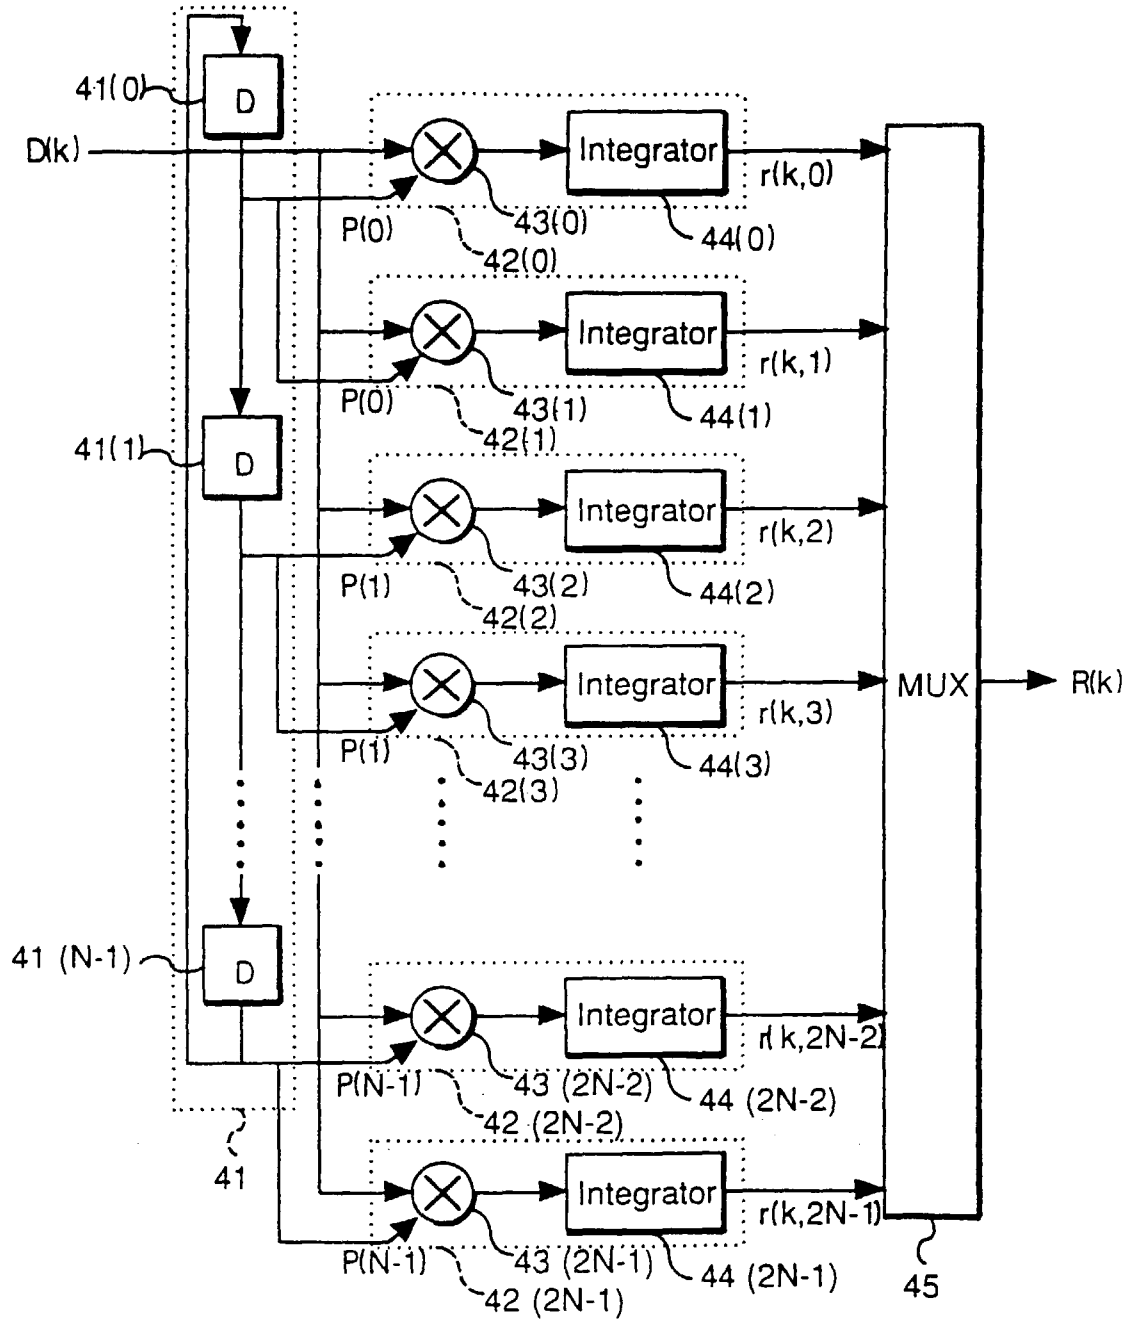 41(0)
D
D(k)
Integrator
r(k,0)
P(0)
43(0)
44(0)
42(0)
Integrator
r(k,1)
P(0)
43(1)
44(1)
42(1)
41(1)
D
Integrator
r(k,2)
P(1)
43(2)
44(2)
42(2)
Integrator
MUX
R(k)
r(k,3)
P(1)
43(3)
44(3)
42(3)
41 (N-1)
D
Integrator
r(k,2N-2)
P(N-1)
43 (2N-2)
44 (2N-2)
42 (2N-2)
41
Integrator
r(k,2N-1)
P(N-1)
43 (2N-1)
44 (2N-1)
42 (2N-1)
45